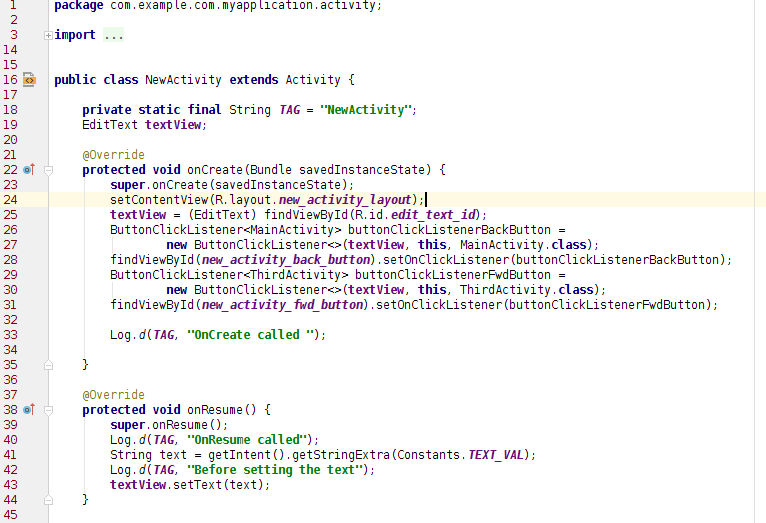 1 package com.example.com.myapplication.activity;
2
3 import ...
14
15
16 public class NewActivity extends Activity {
17
18 private static final String TAG = "NewActivity";
19 EditText textView;
20
21 @Override
22 protected void onCreate(Bundle savedInstanceState) {
23 super.onCreate(savedInstanceState);
24 setContentView(R.layout.new_activity_layout);
25 textView = (EditText) findViewById(R.id.edit_text_id);
26 ButtonClickListener<MainActivity> buttonClickListenerBackButton =
27 new ButtonClickListener<>(textView, this, MainActivity.class);
28 findViewById(new_activity_back_button).setOnClickListener(buttonClickListenerBackButton);
29 ButtonClickListener<ThirdActivity> buttonClickListenerFwdButton =
30 new ButtonClickListener<>(textView, this, ThirdActivity.class);
31 findViewById(new_activity_fwd_button).setOnClickListener(buttonClickListenerFwdButton);
32
33 Log.d(TAG, "OnCreate called ");
34
35 }
36
37 @Override
38 protected void onResume() {
39 super.onResume();
40 Log.d(TAG, "OnResume called");
41 String text = getIntent().getStringExtra(Constants.TEXT_VAL);
42 Log.d(TAG, "Before setting the text");
43 textView.setText(text);
44 }
45